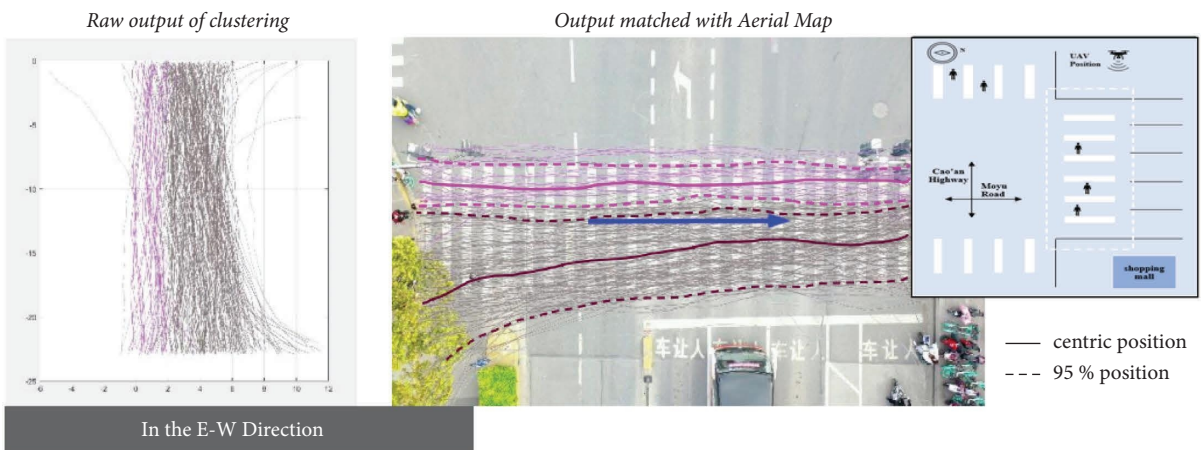 Raw output of clustering
Output matched with Aerial Map
0
-5
-10
-15
-20
-25
-6
-4
-2
0
2
4
6
8
10
12
N
UAV
Position
Cao'an
Highway
Moyu
Road
shopping
mall
车让人
车让人
车让人
centric position
95 % position
In the E-W Direction